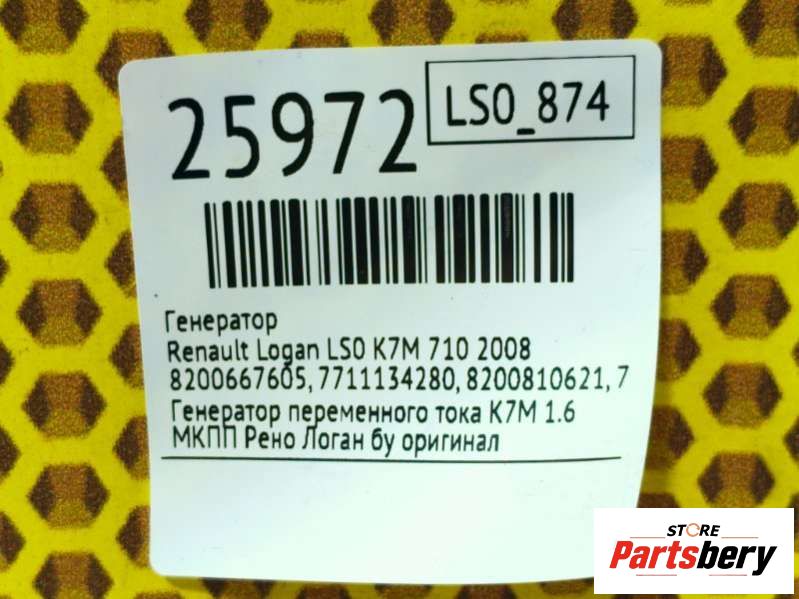 25972
LS0_874
Генератор
Renault Logan LS0 K7M 710 2008
8200667605, 7711134280, 8200810621, 7
Генератор переменного тока K7M 1.6
МКПП Рено Логан бу оригинал
STORE
Partsbery